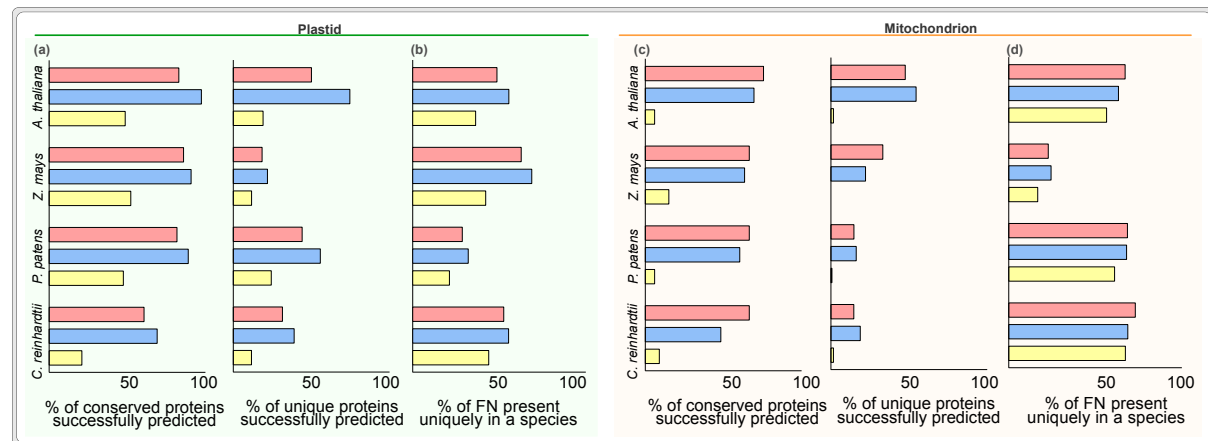 Plastid
Mitochondrion
(a)
(b)
(c)
(d)
A. thaliana
Z. mays
P. patens
C. reinhardtii
A. thaliana
Z. mays
P. patens
C. reinhardtii
50 100
50 100
50 100
50 100
50 100
50 100
% of conserved proteins
successfully predicted
% of unique proteins
successfully predicted
% of FN present
uniquely in a species
% of conserved proteins
successfully predicted
% of unique proteins
successfully predicted
% of FN present
uniquely in a species